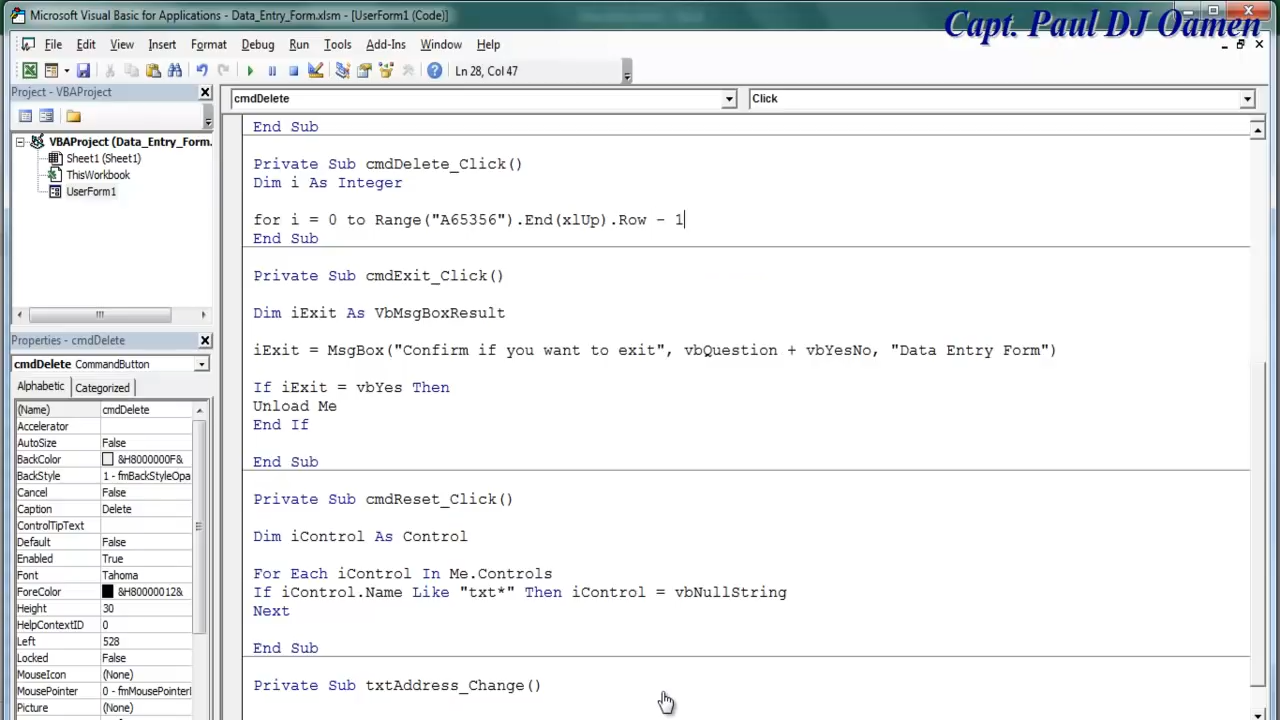 Microsoft Visual Basic for Applications - Data_Entry_Form.xlsm - [UserForm1 (Code)]
Capt. Paul DJ Oamen
File Edit View Insert Format Debug Run Tools Add-Ins Window Help
Ln 28, Col 47
Project - VBAProject
cmdDelete
Click
VBAProject (Data_Entry_Form.
Sheet1 (Sheet1)
ThisWorkbook
UserForm1
Properties - cmdDelete
cmdDelete CommandButton
Alphabetic Categorized
(Name) cmdDelete
Accelerator
AutoSize False
BackColor &H8000000F&
BackStyle 1 - fmBackStyleOpa
Cancel False
Caption Delete
ControlTipText
Default False
Enabled True
Font Tahoma
ForeColor &H80000012&
Height 30
HelpContextID 0
Left 528
Locked False
MouseIcon (None)
MousePointer 0 - fmMousePointerI
Picture (None)
End Sub
Private Sub cmdDelete_Click()
Dim i As Integer
for i = 0 to Range("A65356").End(xlUp).Row - 1
End Sub
Private Sub cmdExit_Click()
Dim iExit As VbMsgBoxResult
iExit = MsgBox("Confirm if you want to exit", vbQuestion + vbYesNo, "Data Entry Form")
If iExit = vbYes Then
Unload Me
End If
End Sub
Private Sub cmdReset_Click()
Dim iControl As Control
For Each iControl In Me.Controls
If iControl.Name Like "txt*" Then iControl = vbNullString
Next
End Sub
Private Sub txtAddress_Change()